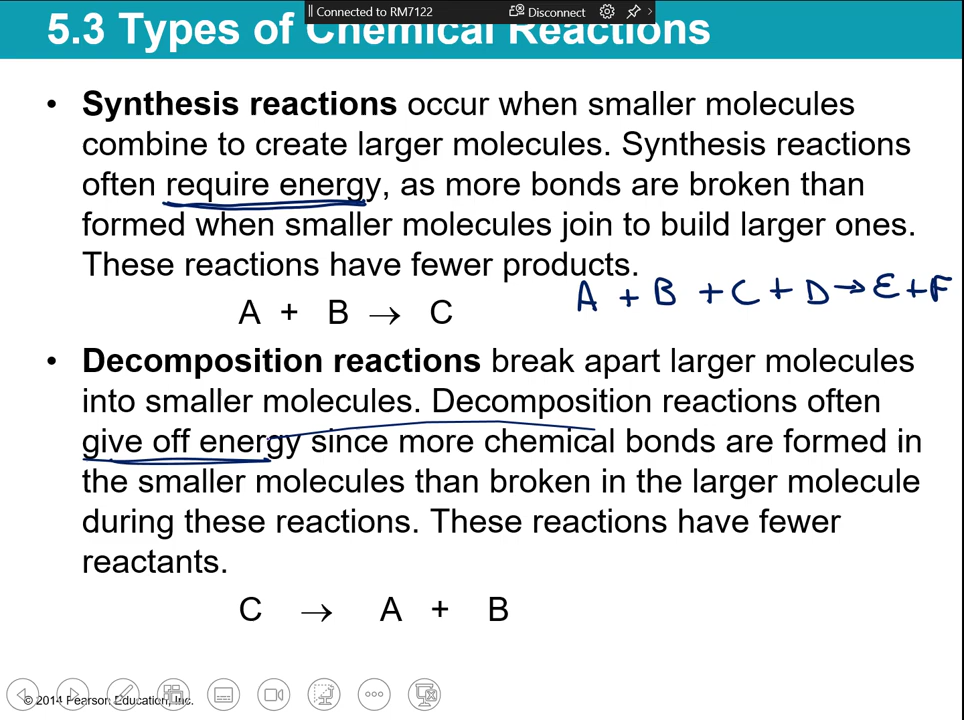 Connected to RM7122 Disconnect
5.3 Types of Chemical Reactions
• Synthesis reactions occur when smaller molecules
combine to create larger molecules. Synthesis reactions
often require energy, as more bonds are broken than
formed when smaller molecules join to build larger ones.
These reactions have fewer products.
A + B + C + D → E + F
A + B → C
• Decomposition reactions break apart larger molecules
into smaller molecules. Decomposition reactions often
give off energy since more chemical bonds are formed in
the smaller molecules than broken in the larger molecule
during these reactions. These reactions have fewer
reactants.
C → A + B
© 2014 Pearson Education, Inc.